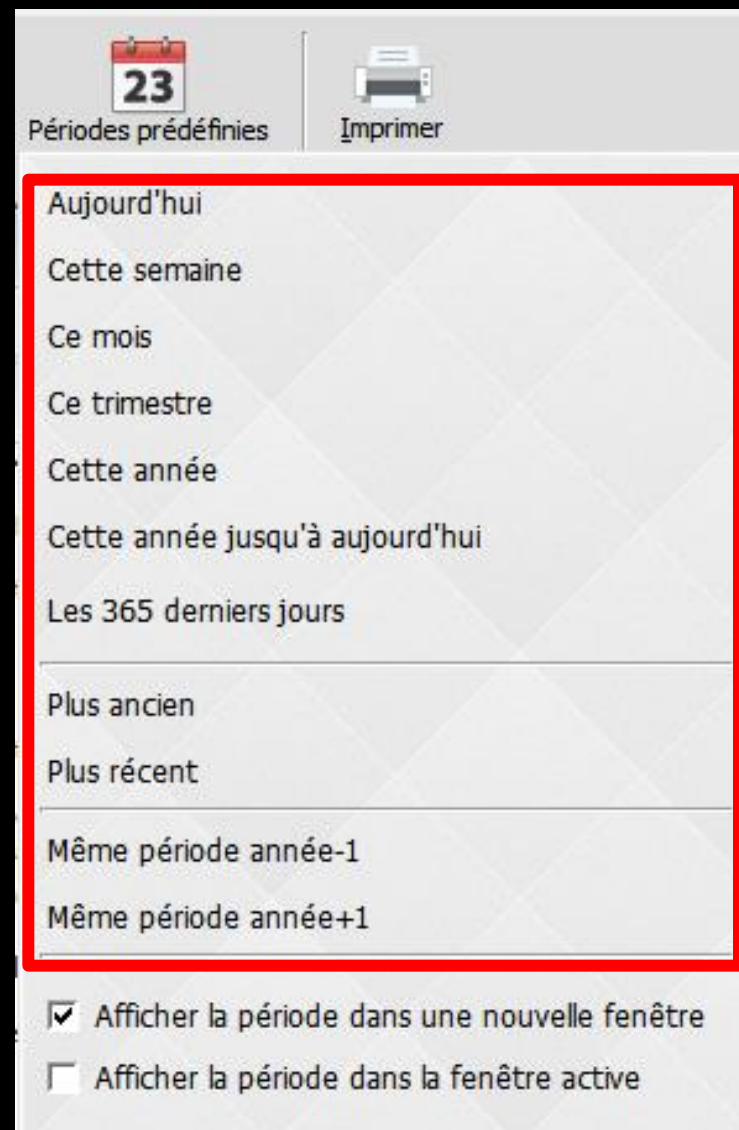 23
Périodes prédéfinies
Imprimer
Aujourd'hui
Cette semaine
Ce mois
Ce trimestre
Cette année
Cette année jusqu'à aujourd'hui
Les 365 derniers jours
Plus ancien
Plus récent
Même période année-1
Même période année+1
Afficher la période dans une nouvelle fenêtre
Afficher la période dans la fenêtre active